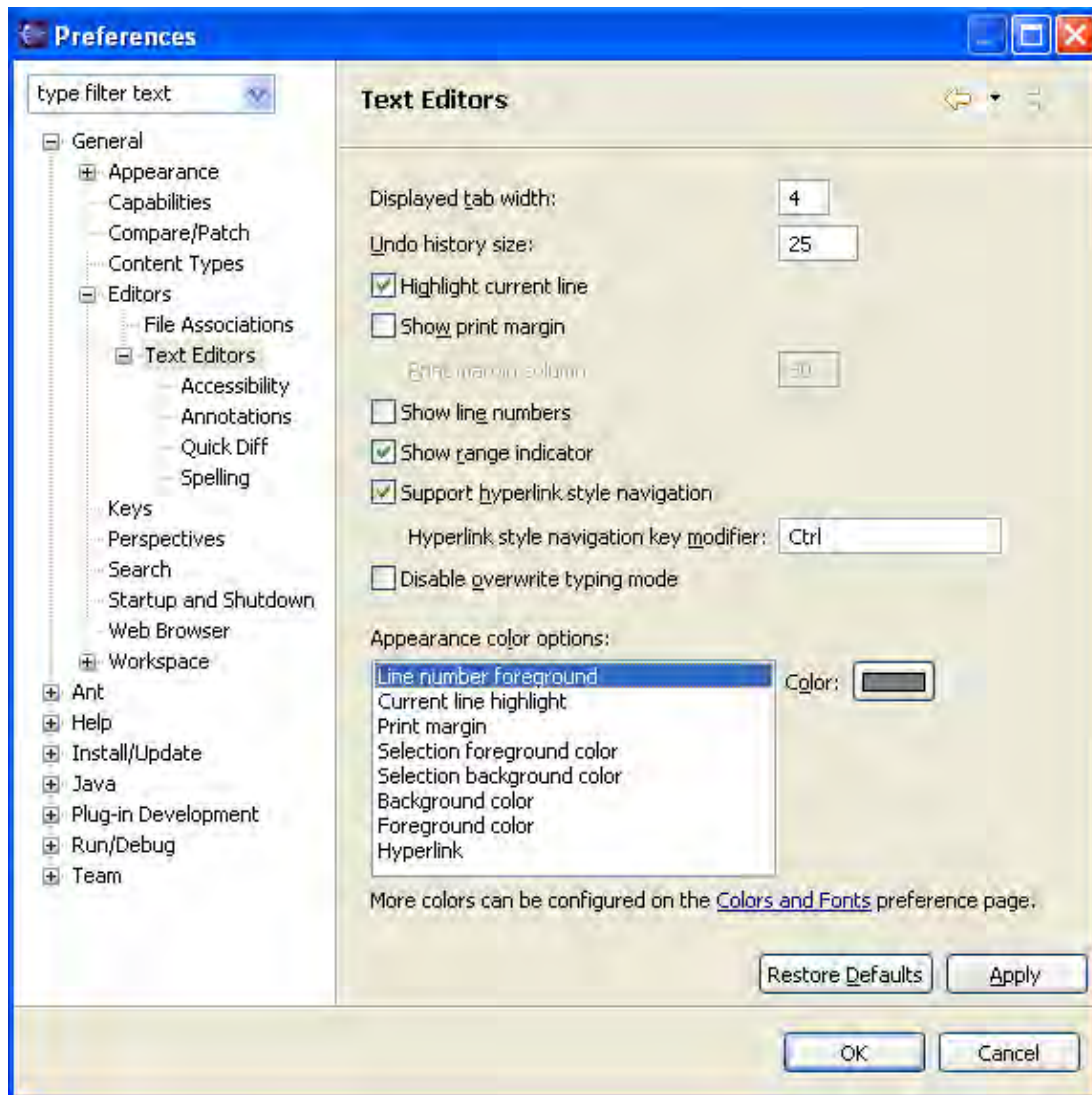 Preferences
type filter text
General
Appearance
Capabilities
Compare/Patch
Content Types
Editors
File Associations
Text Editors
Accessibility
Annotations
Quick Diff
Spelling
Keys
Perspectives
Search
Startup and Shutdown
Web Browser
Workspace
Ant
Help
Install/Update
Java
Plug-in Development
Run/Debug
Team
Text Editors
Displayed tab width: 4
Undo history size: 25
Highlight current line
Show print margin
Print margin column
Show line numbers
Show range indicator
Support hyperlink style navigation
Hyperlink style navigation key modifier: Ctrl
Disable overwrite typing mode
Appearance color options:
Line number foreground
Color:
Current line highlight
Print margin
Selection foreground color
Selection background color
Background color
Foreground color
Hyperlink
More colors can be configured on the Colors and Fonts preference page.
Restore Defaults Apply
OK Cancel